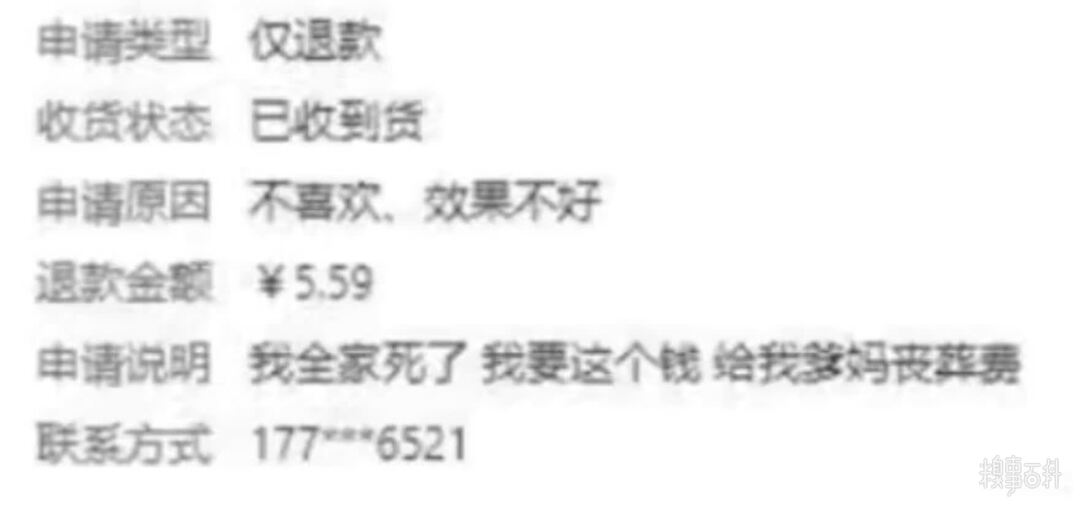 申请类型 仅退款
收货状态 已收到货
申请原因 不喜欢、效果不好
退款金额 ¥5.59
申请说明 我全家死了 我要这个钱 给我爹妈丧葬费
联系方式 177***6521
糗事百科